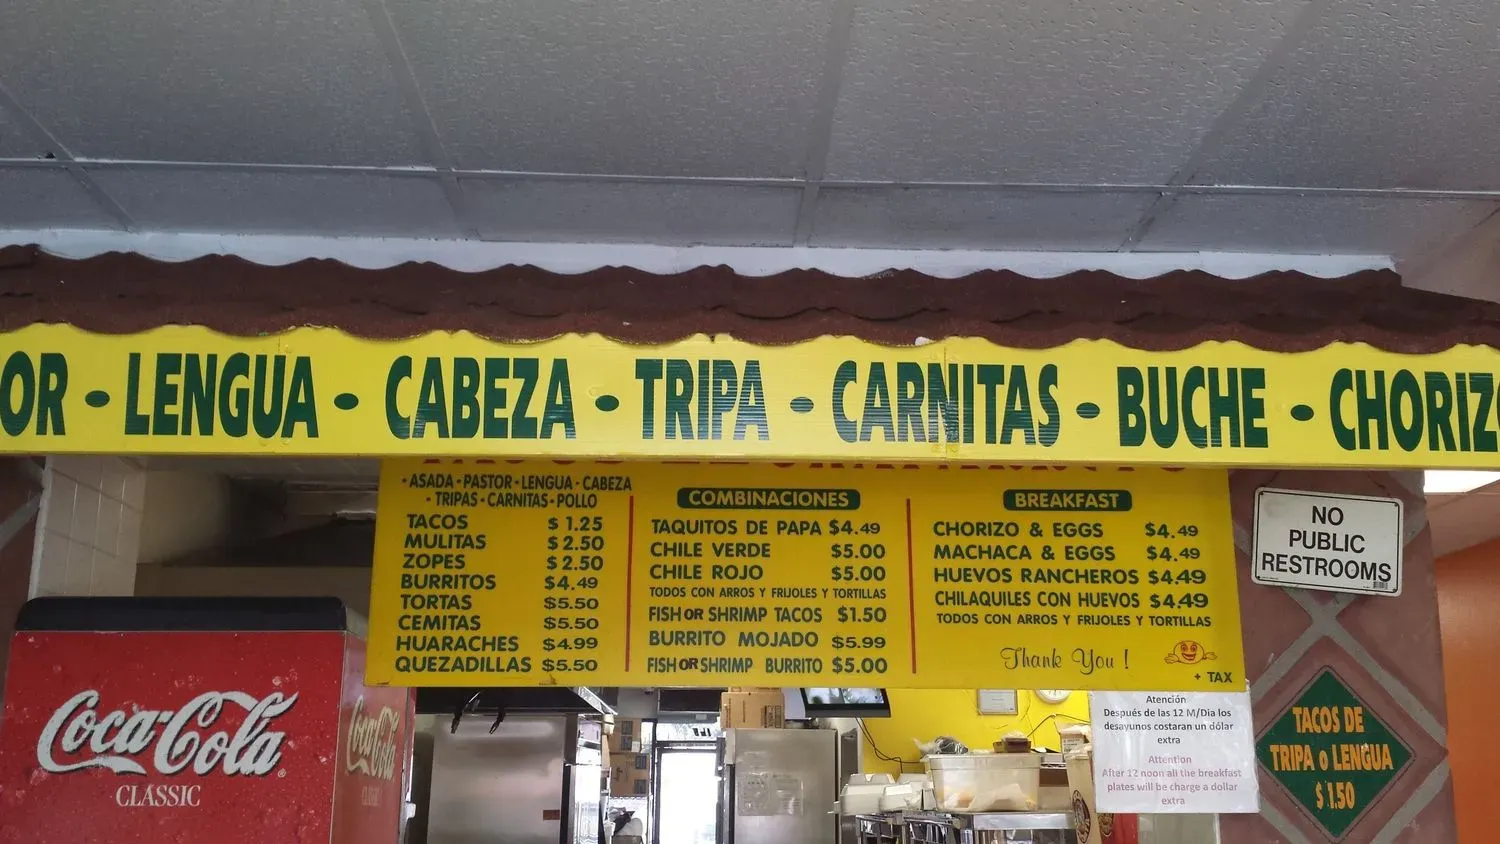 OR - LENGUA - CABEZA - TRIPA - CARNITAS - BUCHE - CHORIZO
- ASADA - PASTOR - LENGUA - CABEZA
- TRIPAS - CARNITAS - POLLO
TACOS $1.25
MULITAS $2.50
ZOPES $2.50
BURRITOS $4.49
TORTAS $5.50
CEMITAS $5.50
HUARACHES $4.99
QUEZADILLAS $5.50
COMBINACIONES
TAQUITOS DE PAPA $4.49
CHILE VERDE $5.00
CHILE ROJO $5.00
TODOS CON ARROS Y FRIJOLES Y TORTILLAS
FISH OR SHRIMP TACOS $1.50
BURRITO MOJADO $5.99
FISH OR SHRIMP BURRITO $5.00
BREAKFAST
CHORIZO & EGGS $4.49
MACHACA & EGGS $4.49
HUEVOS RANCHEROS $4.49
CHILAQUILES CON HUEVOS $4.49
TODOS CON ARROS Y FRIJOLES Y TORTILLAS
Thank You !
+ TAX
NO
PUBLIC
RESTROOMS
Atención
Después de las 12 M/Dia los
desayunos costaran un dólar
extra
Attention
After 12 noon all the breakfast
plates will be charge a dollar
extra
TACOS DE
TRIPA o LENGUA
$1.50
Coca-Cola
CLASSIC
Coca-Cola
CLASSIC